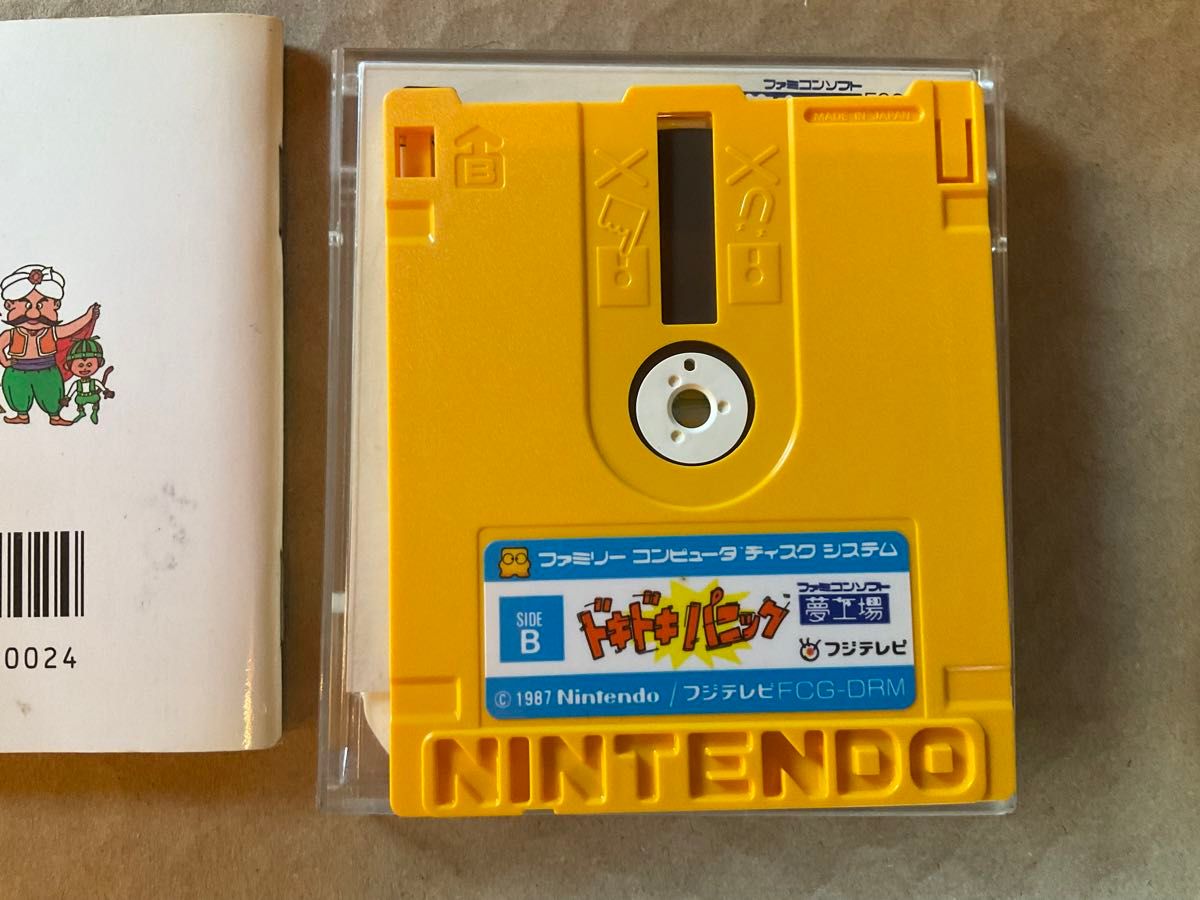 ファミコンソフト
MADE IN JAPAN
B
ファミリー コンピュータ ディスク システム
SIDE
B
ドキドキパニック
ファミコンソフト
夢工場
フジテレビ
© 1987 Nintendo / フジテレビ FCG-DRM
NINTENDO
0024